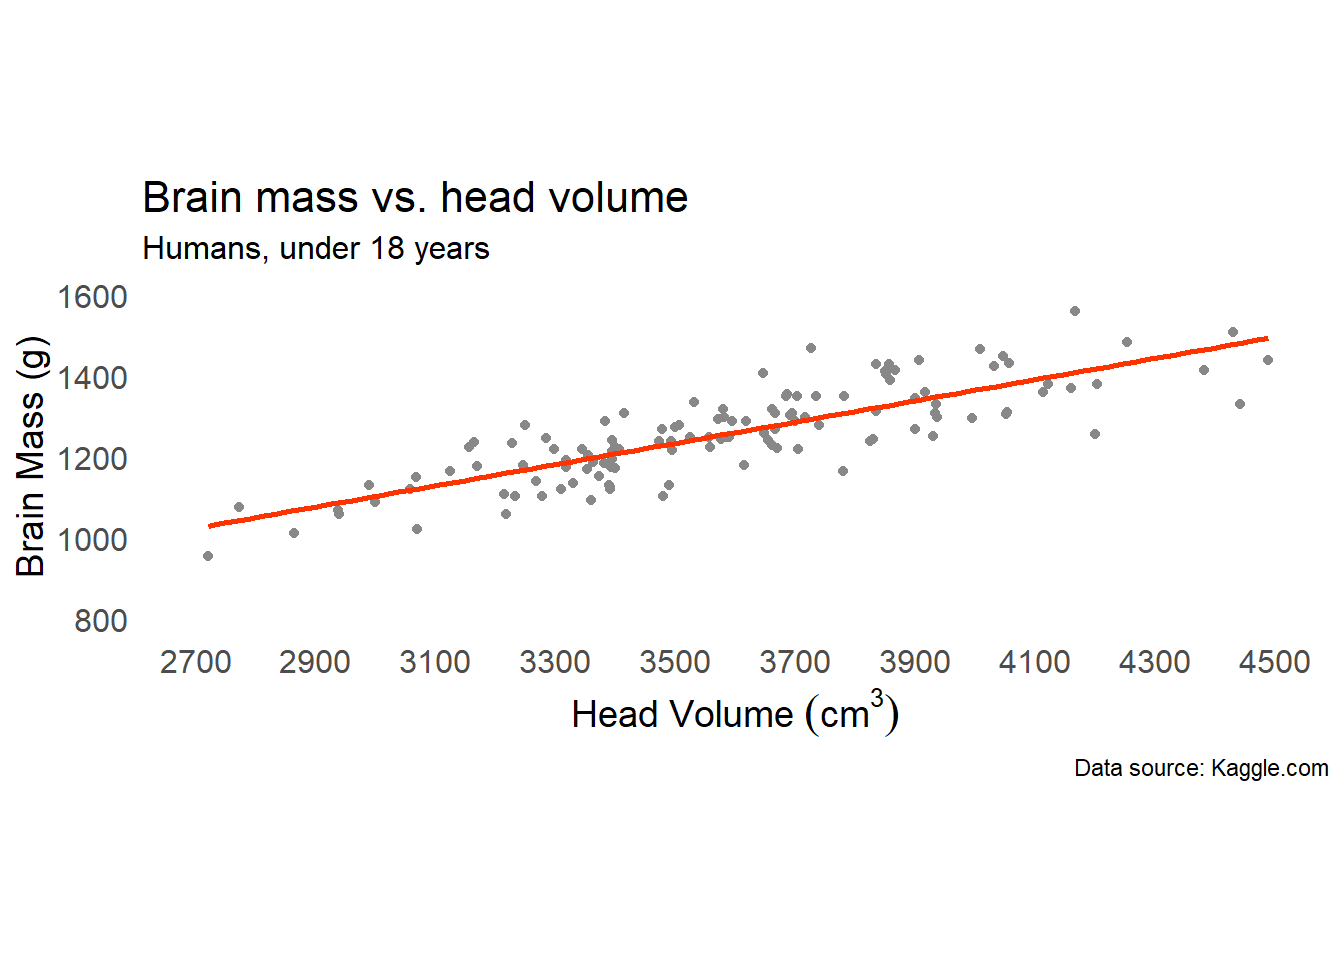 Brain mass vs. head volume
Humans, under 18 years
1600
1400
1200
1000
800
Brain Mass (g)
2700 2900 3100 3300 3500 3700 3900 4100 4300 4500
Head Volume (cm³)
Data source: Kaggle.com